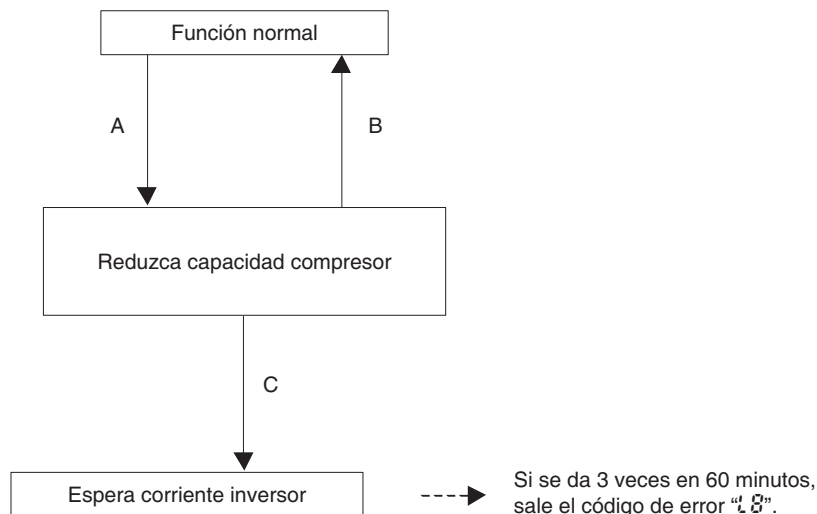 Función normal
A
B
Reduzca capacidad compresor
C
Espera corriente inversor
Si se da 3 veces en 60 minutos,
sale el código de error “L8”.